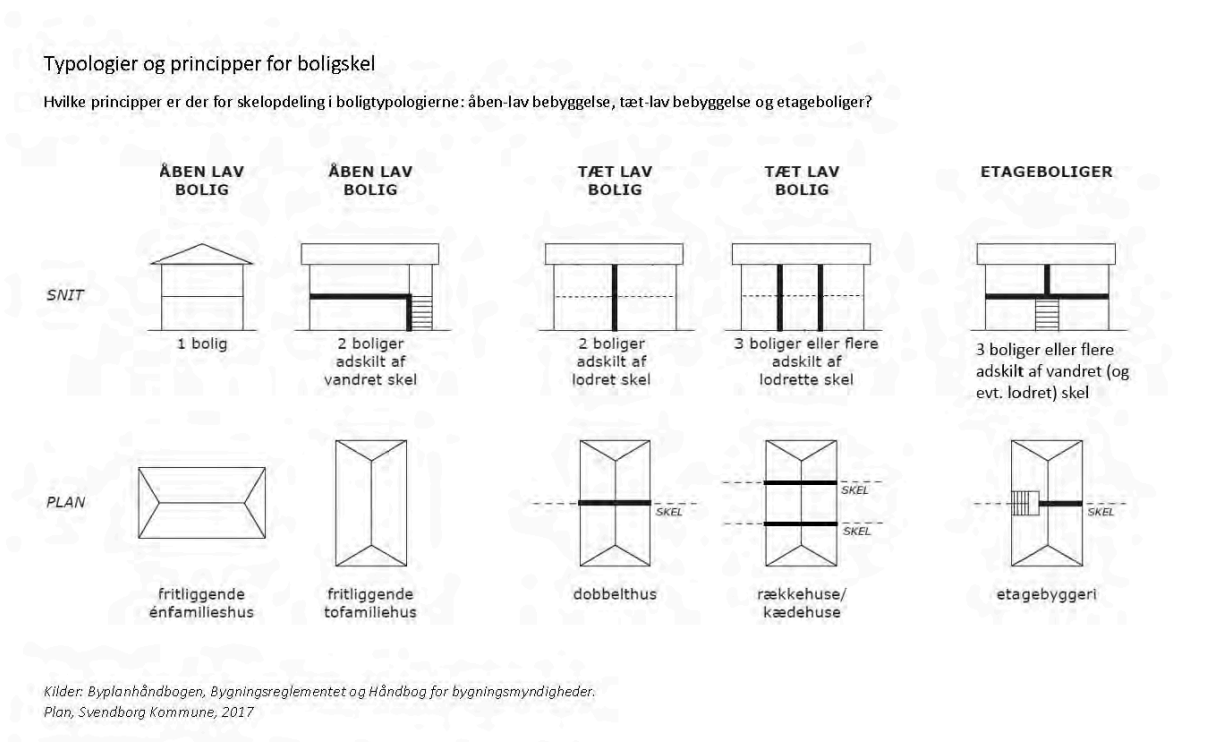 Typologier og principper for boligskel
Hvilke principper er der for skelopdeling i boligtypologierne: åben-lav bebyggelse, tæt-lav bebyggelse og etageboliger?
ÅBEN LAV
BOLIG
ÅBEN LAV
BOLIG
TÆT LAV
BOLIG
TÆT LAV
BOLIG
ETAGEBOLIGER
SNIT
1 bolig
2 boliger
adskilt af
vandret skel
2 boliger
adskilt af
lodret skel
3 boliger eller flere
adskilt af
lodrette skel
3 boliger eller flere
adskilt af vandret (og
evt. lodret) skel
PLAN
SKEL
SKEL
SKEL
SKEL
fritliggende
énfamilieshus
fritliggende
tofamiliehus
dobbelthus
rækkehuse/
kædehuse
etagebyggeri
Kilder: Byplanhåndbogen, Bygningsreglementet og Håndbog for bygningsmyndigheder.
Plan, Svendborg Kommune, 2017